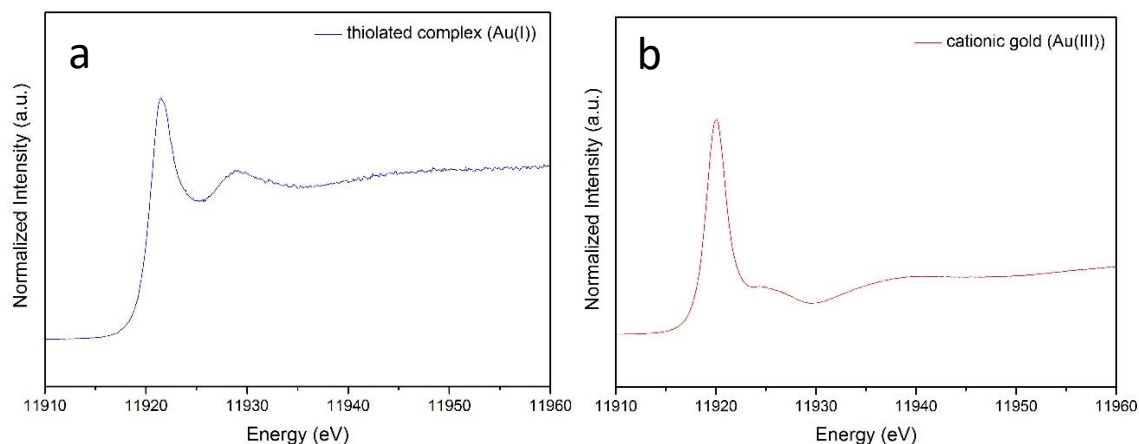 a
thiolated complex (Au(I))
Normalized Intensity (a.u.)
11910 11920 11930 11940 11950 11960
Energy (eV)
b
cationic gold (Au(III))
Normalized Intensity (a.u.)
11910 11920 11930 11940 11950 11960
Energy (eV)